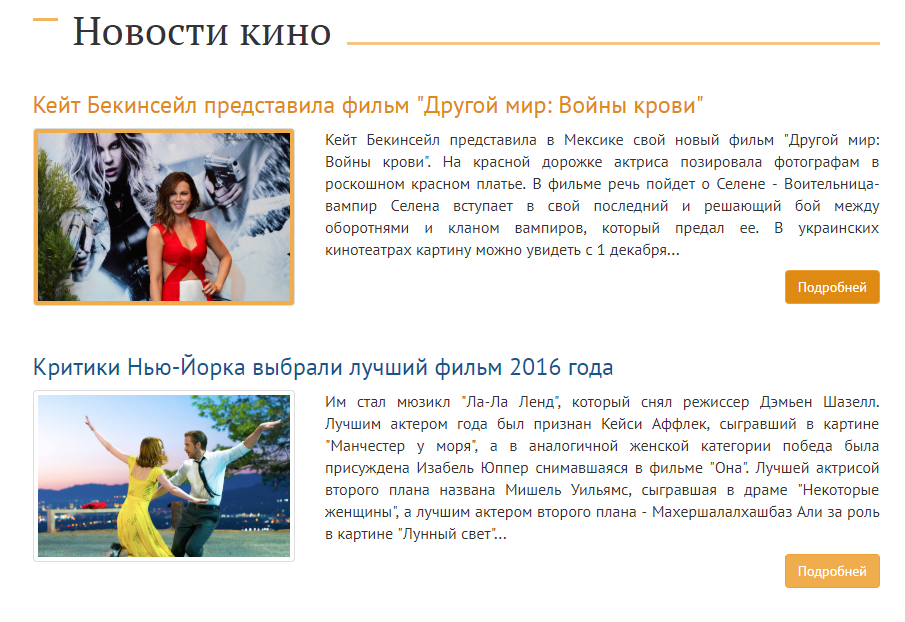 Новости кино
Кейт Бекинсейл представила фильм "Другой мир: Войны крови"
Кейт Бекинсейл представила в Мексике свой новый фильм "Другой мир:
Войны крови". На красной дорожке актриса позировала фотографам в
роскошном красном платье. В фильме речь пойдет о Селене - Воительница-
вампир Селена вступает в свой последний и решающий бой между
оборотнями и кланом вампиров, который предал ее. В украинских
кинотеатрах картину можно увидеть с 1 декабря...
Подробней
Критики Нью-Йорка выбрали лучший фильм 2016 года
Им стал мюзикл "Ла-Ла Ленд", который снял режиссер Дэмьен Шазелл.
Лучшим актером года был признан Кейси Аффлек, сыгравший в картине
"Манчестер у моря", а в аналогичной женской категории победа была
присуждена Изабель Юппер снимавшаяся в фильме "Она". Лучшей актрисой
второго плана названа Мишель Уильямс, сыгравшая в драме "Некоторые
женщины", а лучшим актером второго плана - Махершалалхашбаз Али за роль
в картине "Лунный свет"...
Подробней